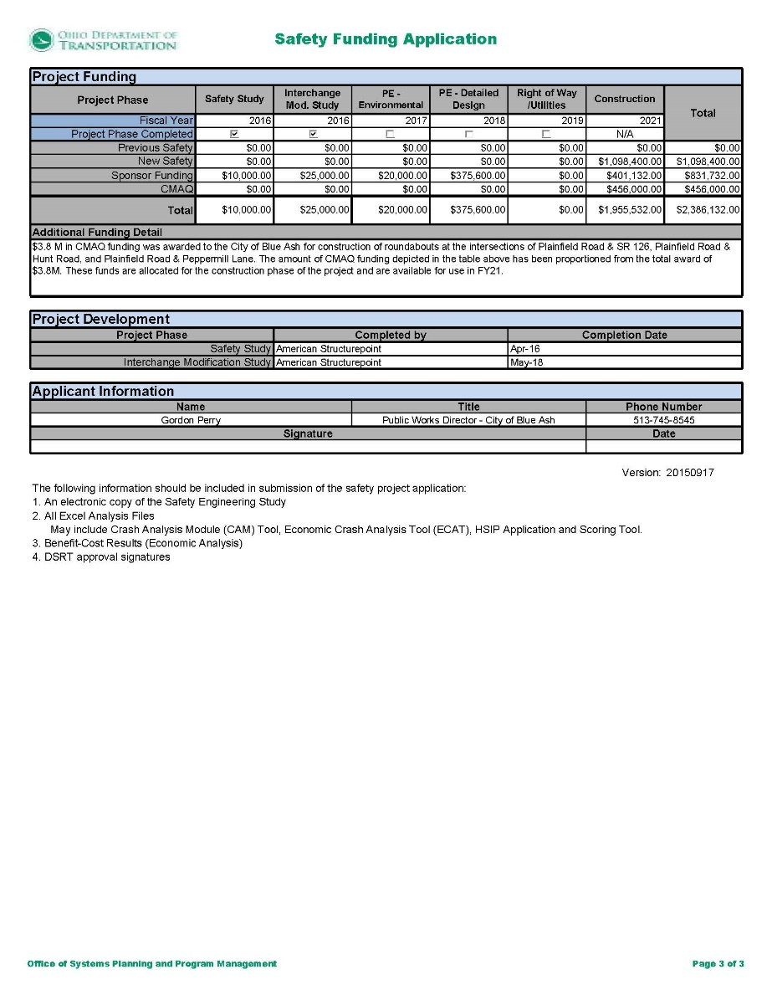 OHIO DEPARTMENT OF
TRANSPORTATION
Safety Funding Application
Project Funding
Project Phase Safety Study Interchange Mod. Study PE - Environmental PE - Detailed Design Right of Way /Utilities Construction Total
Fiscal Year 2016 2016 2017 2018 2019 2021
Project Phase Completed N/A
Previous Safety $0.00 $0.00 $0.00 $0.00 $0.00 $0.00 $0.00
New Safety $0.00 $0.00 $0.00 $0.00 $0.00 $1,098,400.00 $1,098,400.00
Sponsor Funding $10,000.00 $25,000.00 $20,000.00 $375,600.00 $0.00 $401,132.00 $831,732.00
CMAQ $0.00 $0.00 $0.00 $0.00 $0.00 $456,000.00 $456,000.00
Total $10,000.00 $25,000.00 $20,000.00 $375,600.00 $0.00 $1,955,532.00 $2,386,132.00
Additional Funding Detail
$3.8 M in CMAQ funding was awarded to the City of Blue Ash for construction of roundabouts at the intersections of Plainfield Road & SR 126, Plainfield Road &
Hunt Road, and Plainfield Road & Peppermill Lane. The amount of CMAQ funding depicted in the table above has been proportioned from the total award of
$3.8M. These funds are allocated for the construction phase of the project and are available for use in FY21.
Project Development
Project Phase Completed by Completion Date
Safety Study American Structurepoint Apr-16
Interchange Modification Study American Structurepoint May-18
Applicant Information
Name Title Phone Number
Gordon Perry Public Works Director - City of Blue Ash 513-745-8545
Signature Date
Version: 20150917
The following information should be included in submission of the safety project application:
1. An electronic copy of the Safety Engineering Study
2. All Excel Analysis Files
May include Crash Analysis Module (CAM) Tool, Economic Crash Analysis Tool (ECAT), HSIP Application and Scoring Tool.
3. Benefit-Cost Results (Economic Analysis)
4. DSRT approval signatures
Office of Systems Planning and Program Management Page 3 of 3